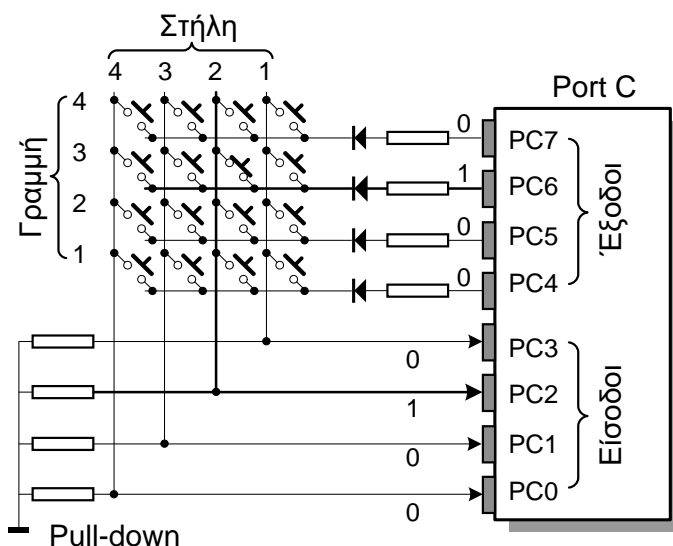 Στήλη
4 3 2 1
Port C
Γραμμή
4
3
2
1
0 PC7
1 PC6
0 PC5
0 PC4
Έξοδοι
0 PC3
1 PC2
0 PC1
0 PC0
Είσοδοι
Pull-down